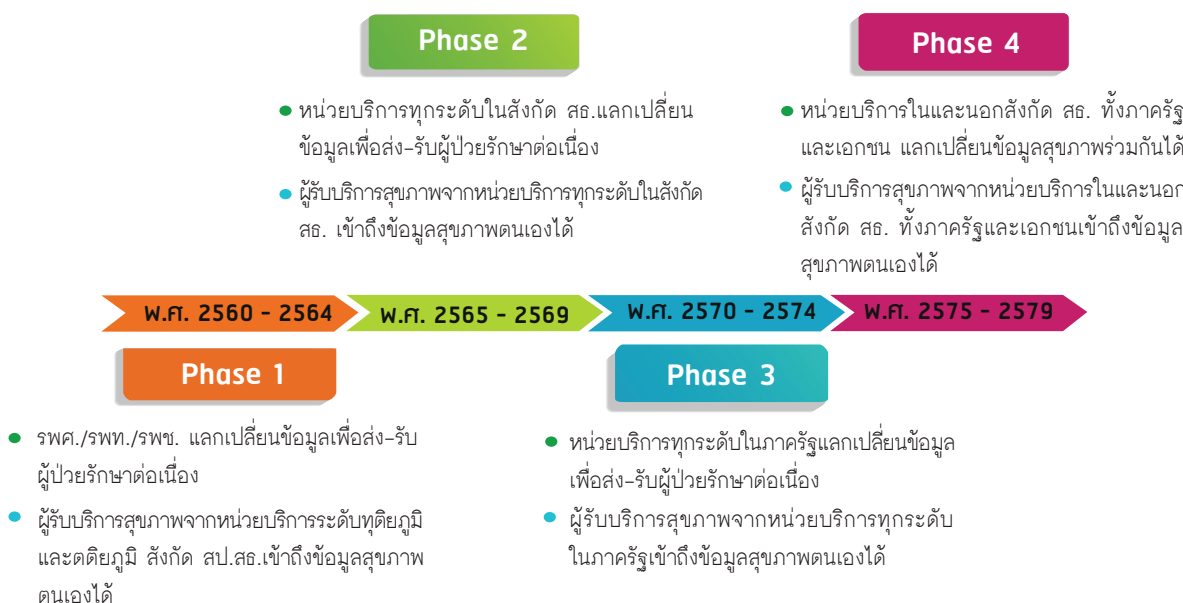 Phase 2
หน่วยบริการทุกระดับในสังกัด สธ.แลกเปลี่ยน
ข้อมูลเพื่อส่ง-รับผู้ป่วยรักษาต่อเนื่อง
ผู้รับบริการสุขภาพจากหน่วยบริการทุกระดับในสังกัด
สธ. เข้าถึงข้อมูลสุขภาพตนเองได้
Phase 4
หน่วยบริการในและนอกสังกัด สธ. ทั้งภาครัฐ
และเอกชน แลกเปลี่ยนข้อมูลสุขภาพร่วมกันได้
ผู้รับบริการสุขภาพจากหน่วยบริการในและนอก
สังกัด สธ. ทั้งภาครัฐและเอกชนเข้าถึงข้อมูล
สุขภาพตนเองได้
พ.ศ. 2560 - 2564
พ.ศ. 2565 - 2569
พ.ศ. 2570 - 2574
พ.ศ. 2575 - 2579
Phase 1
รพศ./รพท./รพช. แลกเปลี่ยนข้อมูลเพื่อส่ง-รับ
ผู้ป่วยรักษาต่อเนื่อง
ผู้รับบริการสุขภาพจากหน่วยบริการระดับทุติยภูมิ
และตติยภูมิ สังกัด สป.สธ.เข้าถึงข้อมูลสุขภาพ
ตนเองได้
Phase 3
หน่วยบริการทุกระดับในภาครัฐแลกเปลี่ยนข้อมูล
เพื่อส่ง-รับผู้ป่วยรักษาต่อเนื่อง
ผู้รับบริการสุขภาพจากหน่วยบริการทุกระดับ
ในภาครัฐเข้าถึงข้อมูลสุขภาพตนเองได้